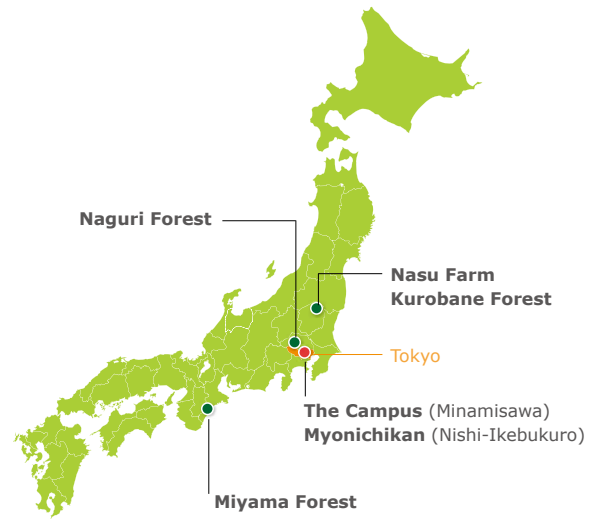 Naguri Forest
Nasu Farm
Kurobane Forest
Tokyo
The Campus (Minamisawa)
Myonichikan (Nishi-Ikebukuro)
Miyama Forest